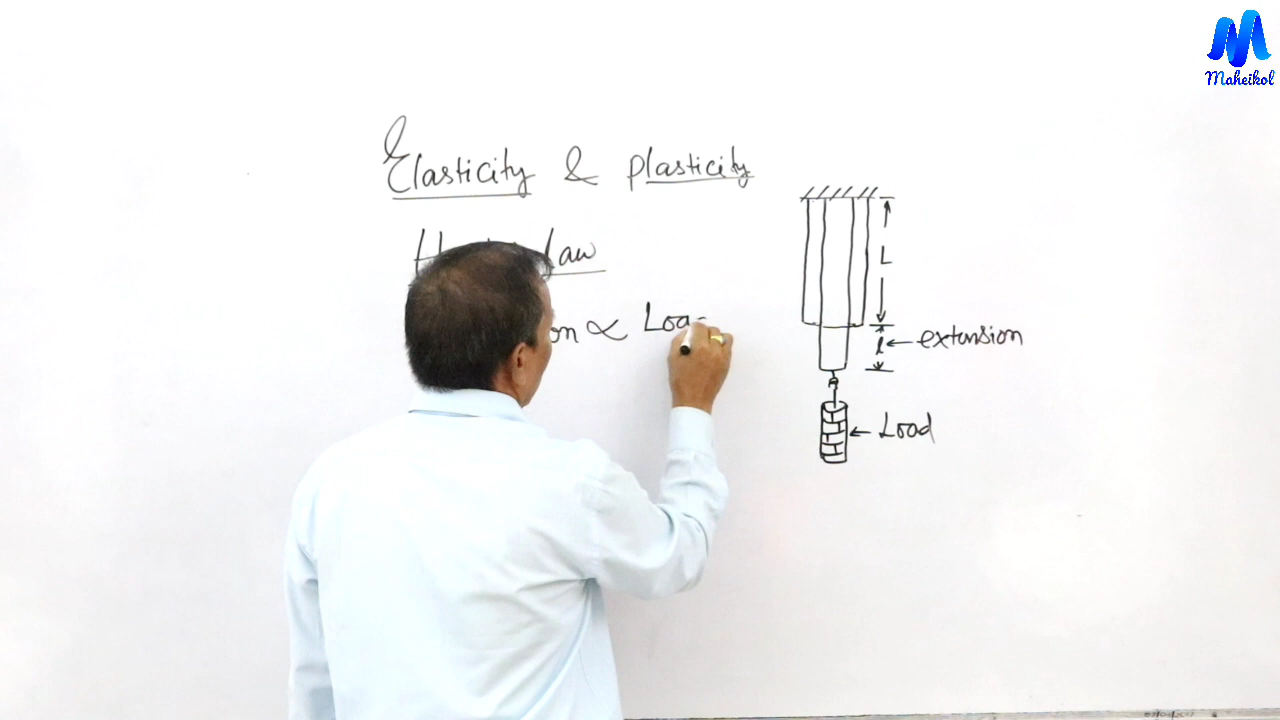 Maheikol
Elasticity & plasticity
law
on ∝ Loa
L
l ← extension
← Load